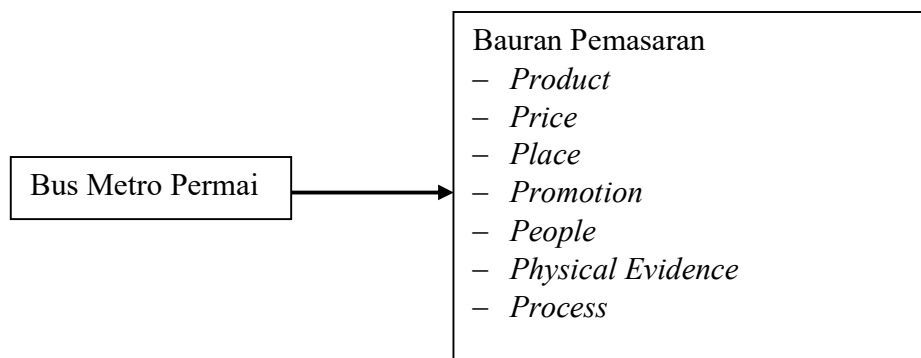 Bauran Pemasaran
– Product
– Price
– Place
– Promotion
– People
– Physical Evidence
– Process
Bus Metro Permai